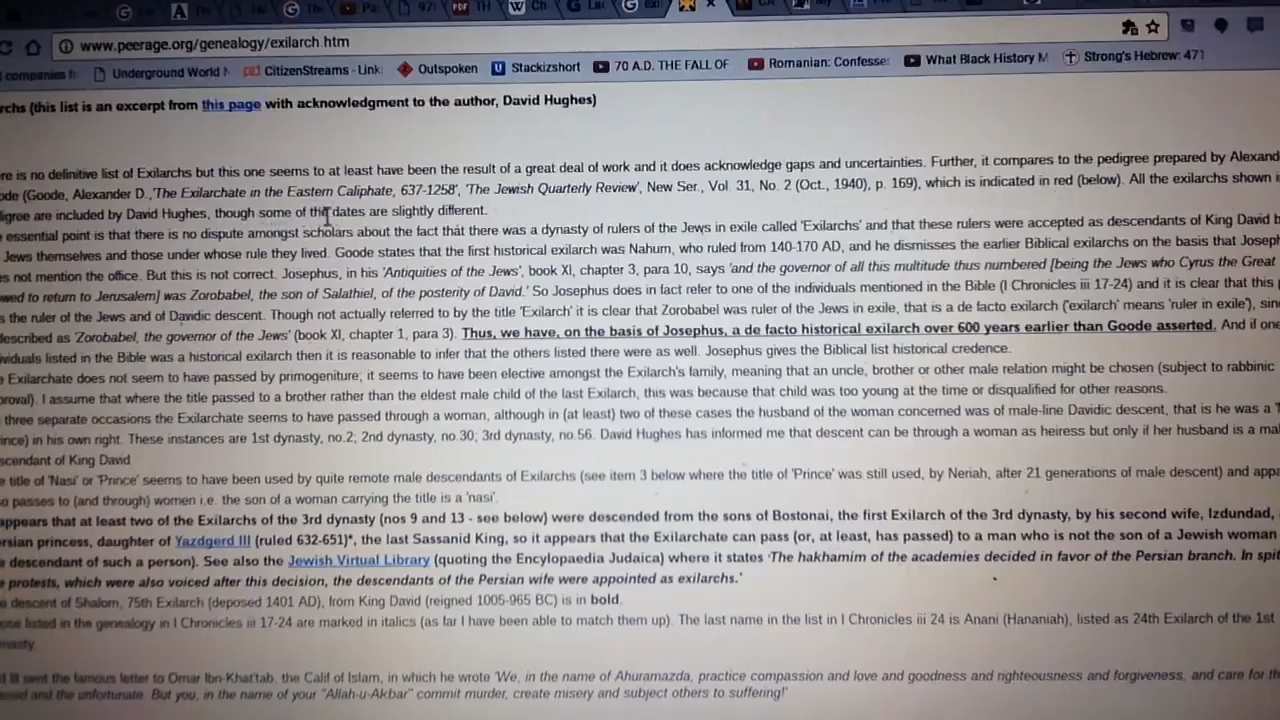 PDF TH
www.peerage.org/genealogy/exilarch.htm
companies Underground World CitizenStreams - Link Outspoken Stackizshort 70 A.D. THE FALL OF Romanian: Confesse What Black History M Strong's Hebrew: 471
rchs (this list is an excerpt from this page with acknowledgment to the author, David Hughes)
re is no definitive list of Exilarchs but this one seems to at least have been the result of a great deal of work and it does acknowledge gaps and uncertainties. Further, it compares to the pedigree prepared by Alexand
ode (Goode, Alexander D., 'The Exilarchate in the Eastern Caliphate, 637-1258', 'The Jewish Quarterly Review', New Ser., Vol. 31, No. 2 (Oct., 1940), p. 169), which is indicated in red (below). All the exilarchs shown i
igree are included by David Hughes, though some of the dates are slightly different.
essential point is that there is no dispute amongst scholars about the fact that there was a dynasty of rulers of the Jews in exile called 'Exilarchs' and that these rulers were accepted as descendants of King David b
Jews themselves and those under whose rule they lived. Goode states that the first historical exilarch was Nahum, who ruled from 140-170 AD, and he dismisses the earlier Biblical exilarchs on the basis that Joseph
s not mention the office. But this is not correct. Josephus, in his 'Antiquities of the Jews', book XI, chapter 3, para 10, says 'and the governor of all this multitude thus numbered [being the Jews who Cyrus the Great
wed to return to Jerusalem] was Zorobabel, the son of Salathiel, of the posterity of David.' So Josephus does in fact refer to one of the individuals mentioned in the Bible (I Chronicles iii 17-24) and it is clear that this
s the ruler of the Jews and of Davidic descent. Though not actually referred to by the title 'Exilarch' it is clear that Zorobabel was ruler of the Jews in exile, that is a de facto exilarch ('exilarch' means 'ruler in exile'), sinc
described as 'Zorobabel, the governor of the Jews' (book XI, chapter 1, para 3). Thus, we have, on the basis of Josephus, a de facto historical exilarch over 600 years earlier than Goode asserted. And if one
ividuals listed in the Bible was a historical exilarch then it is reasonable to infer that the others listed there were as well. Josephus gives the Biblical list historical credence.
e Exilarchate does not seem to have passed by primogeniture; it seems to have been elective amongst the Exilarch's family, meaning that an uncle, brother or other male relation might be chosen (subject to rabbinic
proval). I assume that where the title passed to a brother rather than the eldest male child of the last Exilarch, this was because that child was too young at the time or disqualified for other reasons.
three separate occasions the Exilarchate seems to have passed through a woman, although in (at least) two of these cases the husband of the woman concerned was of male-line Davidic descent, that is he was a
ince) in his own right. These instances are 1st dynasty, no.2; 2nd dynasty, no.30; 3rd dynasty, no.56. David Hughes has informed me that descent can be through a woman as heiress but only if her husband is a mal
scendant of King David
e title of 'Nasi' or 'Prince' seems to have been used by quite remote male descendants of Exilarchs (see item 3 below where the title of 'Prince' was still used, by Neriah, after 21 generations of male descent) and appa
passes to (and through) women i.e. the son of a woman carrying the title is a 'nasi'.
appears that at least two of the Exilarchs of the 3rd dynasty (nos 9 and 13 - see below) were descended from the sons of Bostonai, the first Exilarch of the 3rd dynasty, by his second wife, Izdundad,
rsian princess, daughter of Yazdgerd III (ruled 632-651)*, the last Sassanid King, so it appears that the Exilarchate can pass (or, at least, has passed) to a man who is not the son of a Jewish woman
e descendant of such a person). See also the Jewish Virtual Library (quoting the Encyclopaedia Judaica) where it states 'The hakhamim of the academies decided in favor of the Persian branch. In spit
e protests, which were also voiced after this decision, the descendants of the Persian wife were appointed as exilarchs.'
e descent of Shalom, 75th Exilarch (deposed 1401 AD), from King David (reigned 1005-965 BC) is in bold.
ose listed in the genealogy in I Chronicles iii 17-24 are marked in italics (as far I have been able to match them up). The last name in the list in I Chronicles iii 24 is Anani (Hananiah), listed as 24th Exilarch of the 1st
nasty.
III sent the famous letter to Omar Ibn-Khat'tab, the Calif of Islam, in which he wrote 'We, in the name of Ahuramazda, practice compassion and love and goodness and righteousness and forgiveness, and care for th
and the unfortunate. But you, in the name of your "Allah-u-Akbar" commit murder, create misery and subject others to suffering!'